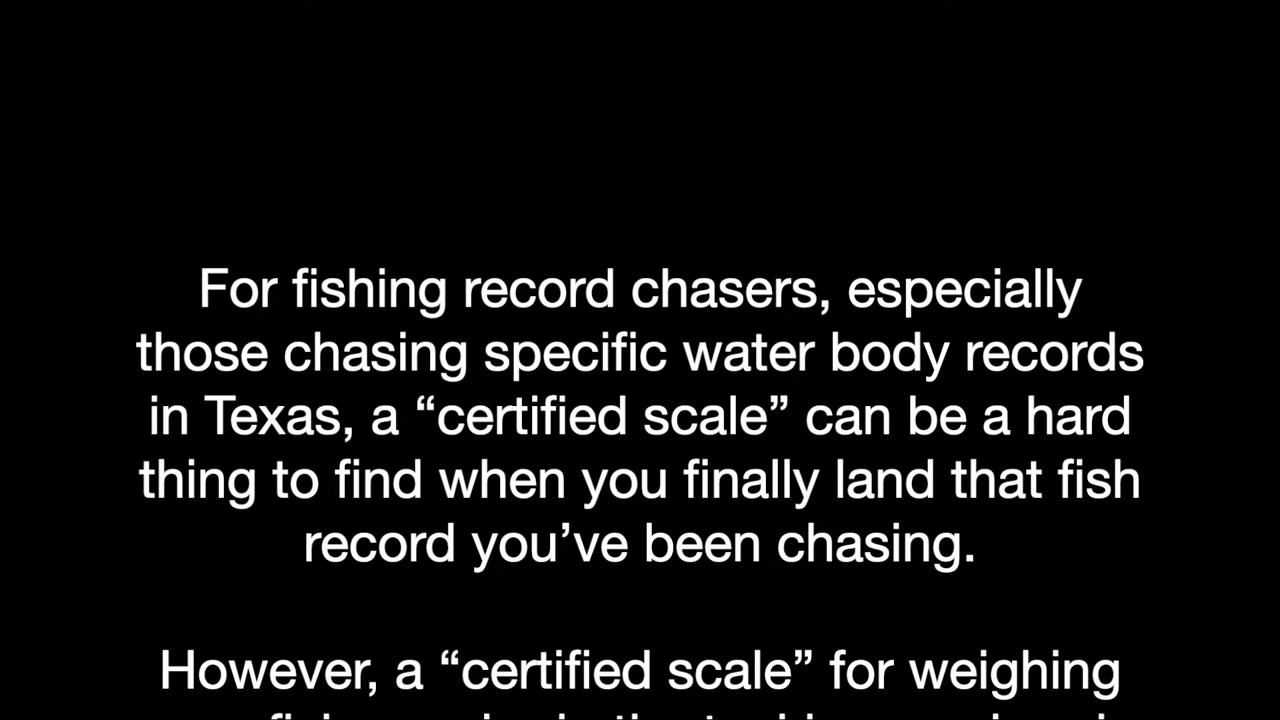 For fishing record chasers, especially
those chasing specific water body records
in Texas, a “certified scale” can be a hard
thing to find when you finally land that fish
record you’ve been chasing.
However, a “certified scale” for weighing